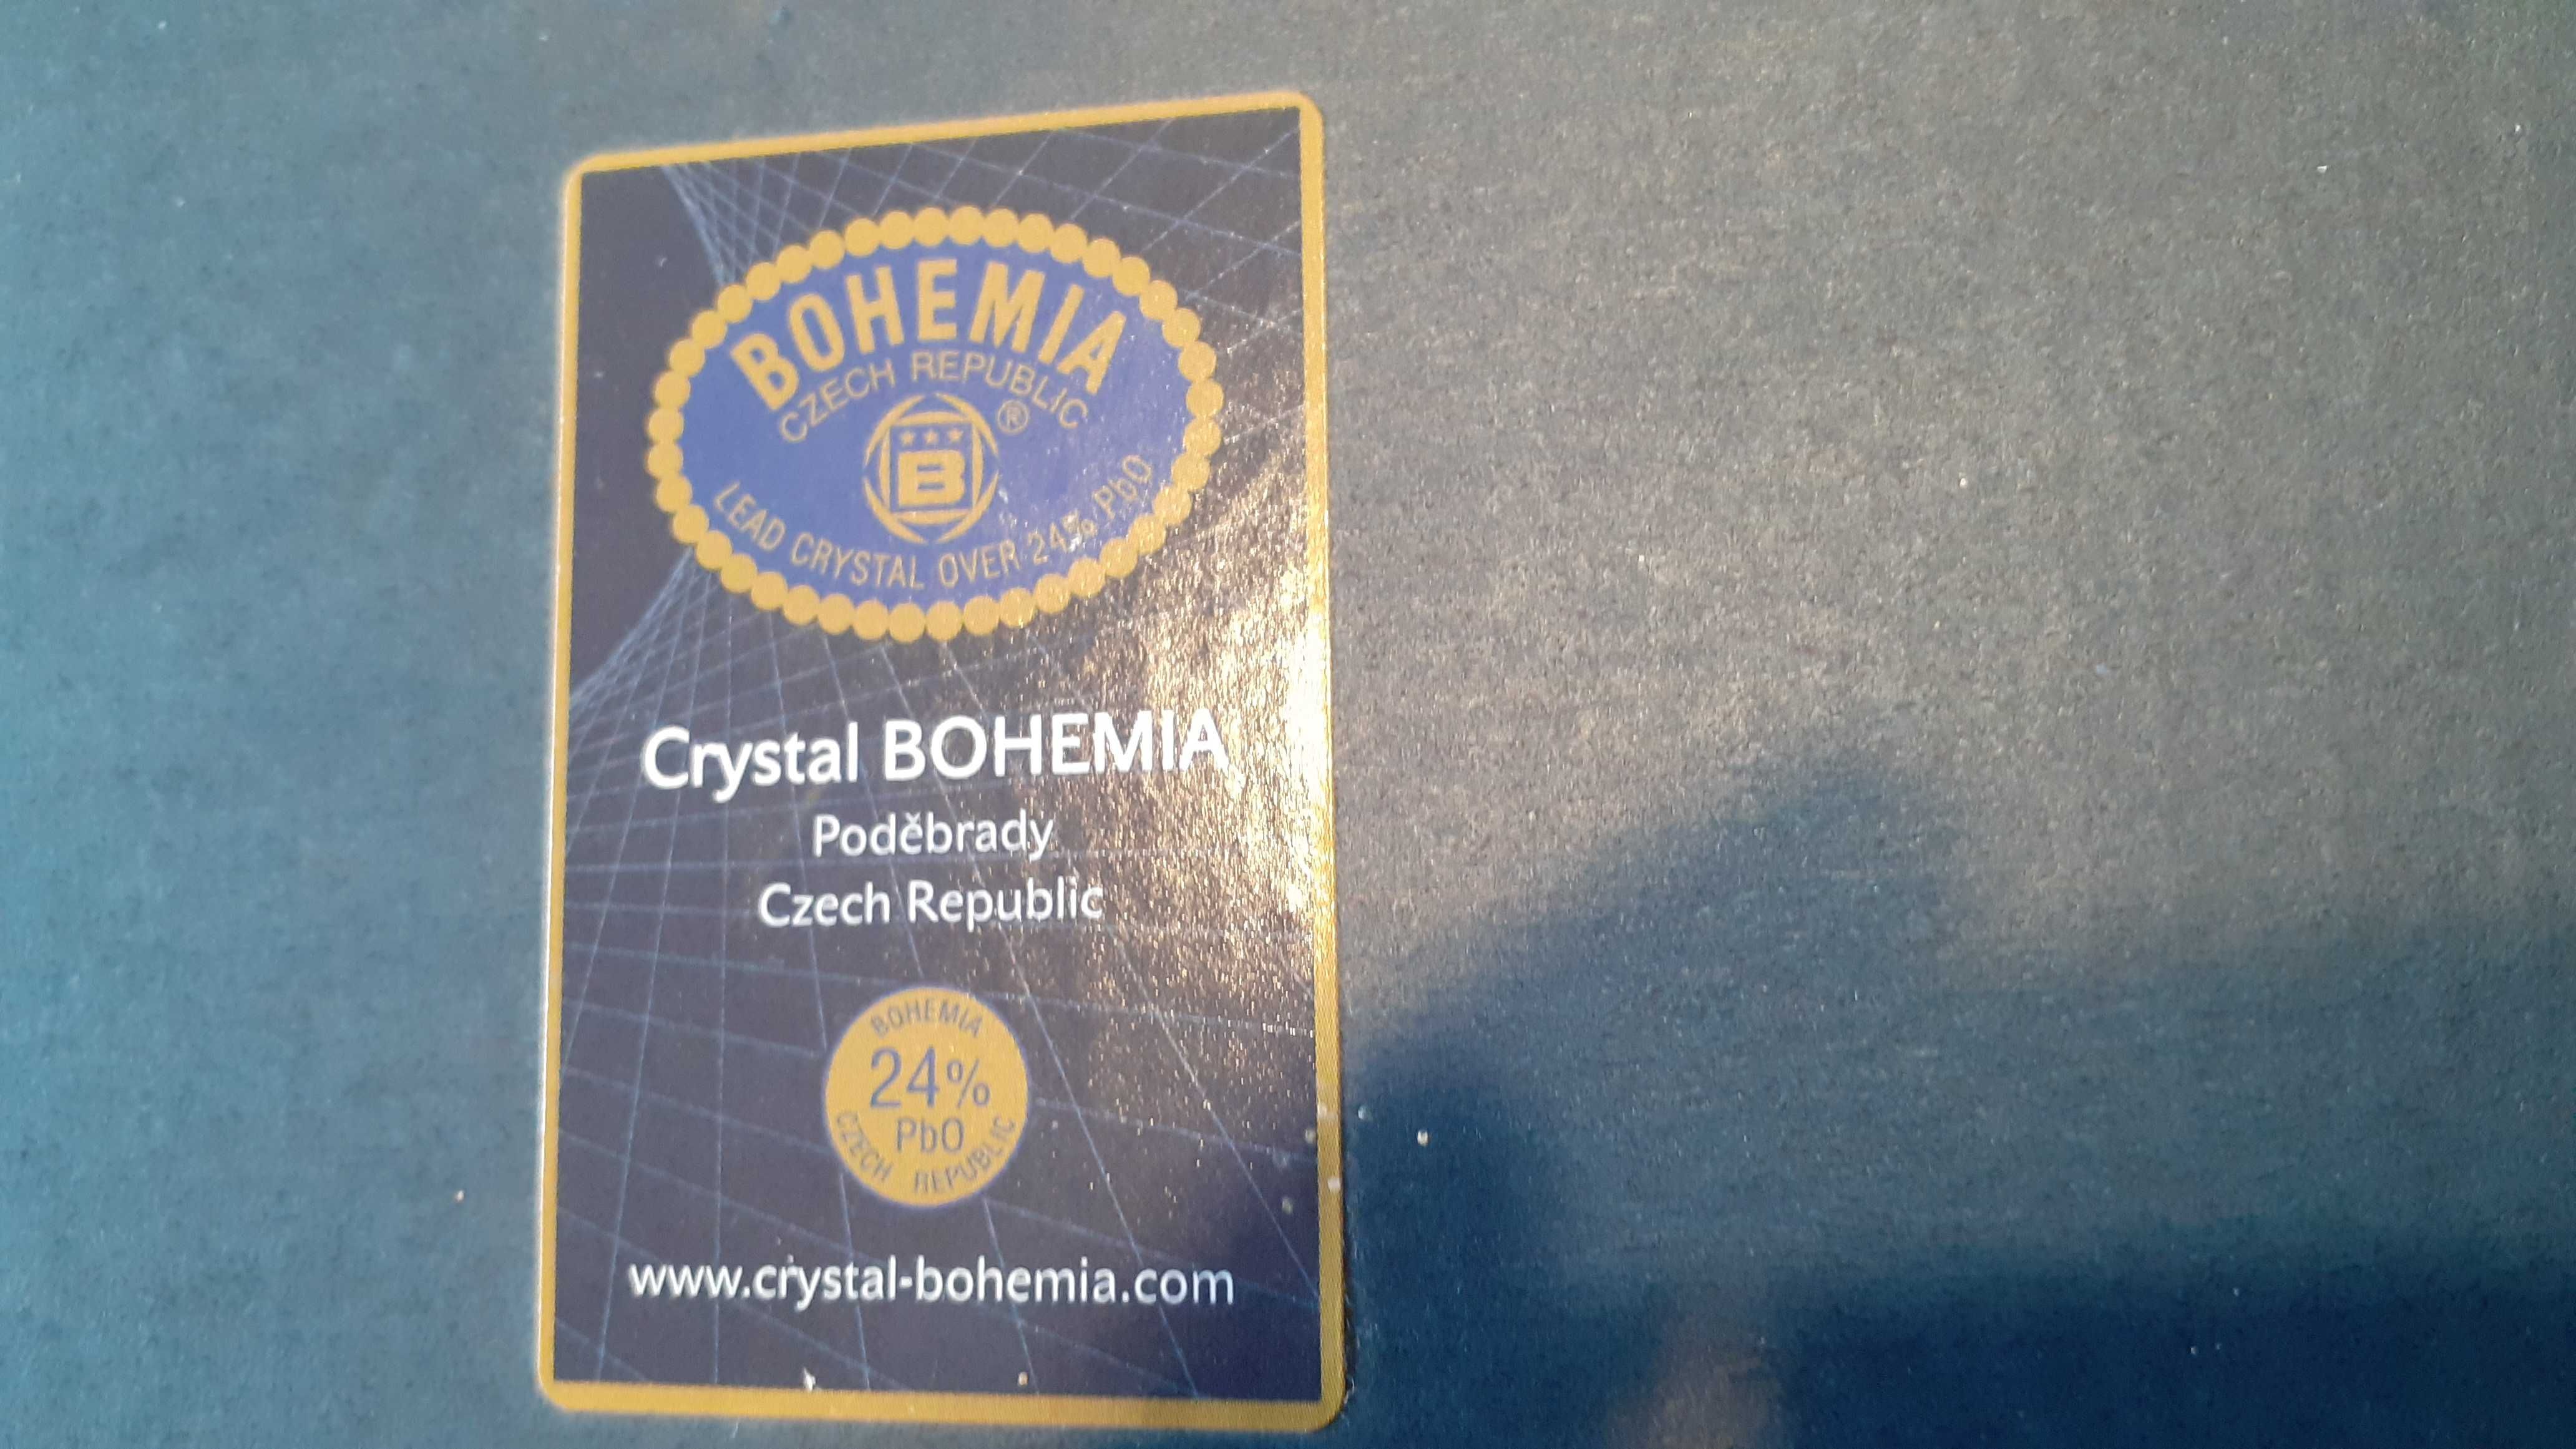 BOHEMIA
CZECH REPUBLIC
®
B
LEAD CRYSTAL OVER 24% PbO
Crystal BOHEMIA
Poděbrady
Czech Republic
BOHEMIA
24%
PbO
CZECH REPUBLIC
www.crystal-bohemia.com